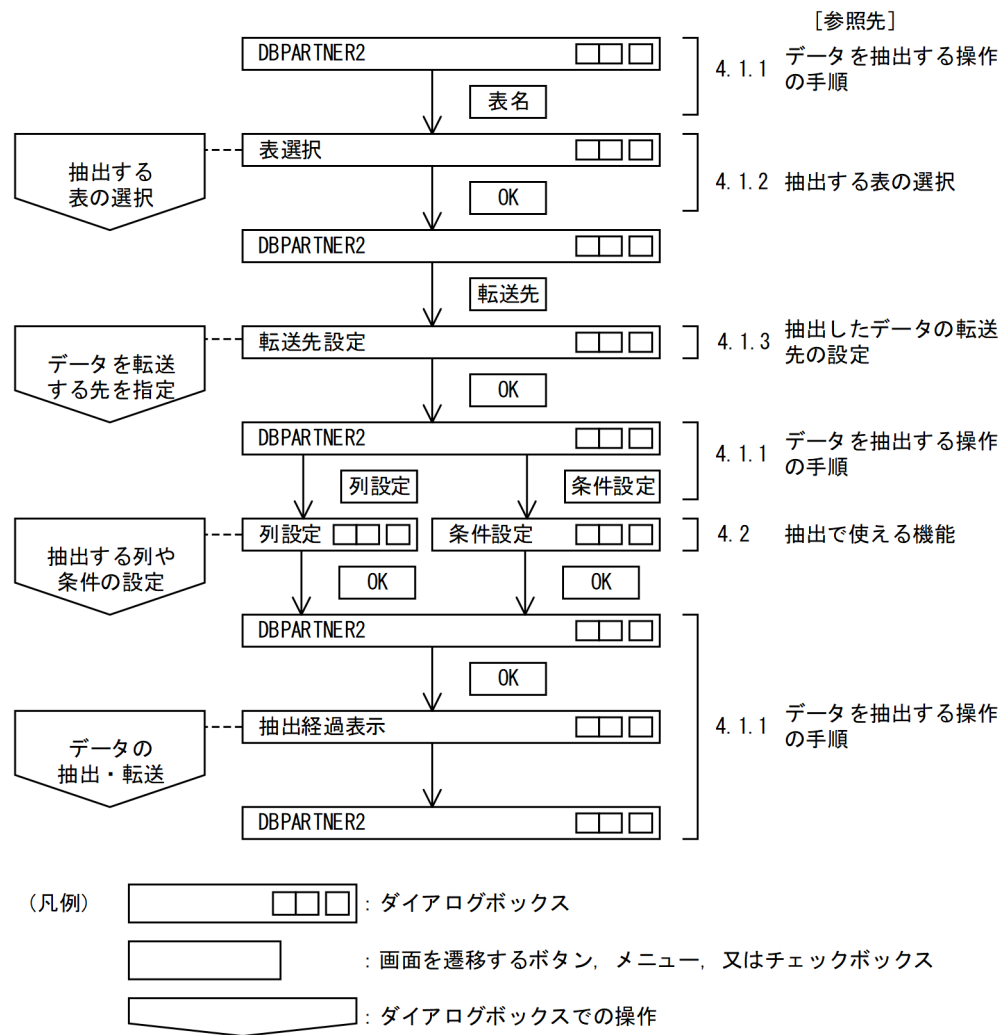 ［参照先］
DBPARTNER2
4.1.1 データを抽出する操作
の手順
表名
抽出する
表の選択
表選択
4.1.2 抽出する表の選択
OK
DBPARTNER2
転送先
データを転送
する先を指定
転送先設定
4.1.3 抽出したデータの転送
先の設定
OK
DBPARTNER2
4.1.1 データを抽出する操作
の手順
列設定 条件設定
抽出する列や
条件の設定
列設定 条件設定
4.2 抽出で使える機能
OK OK
DBPARTNER2
OK
データの
抽出・転送
抽出経過表示
4.1.1 データを抽出する操作
の手順
DBPARTNER2
（凡例）
：ダイアログボックス
：画面を遷移するボタン，メニュー，又はチェックボックス
：ダイアログボックスでの操作